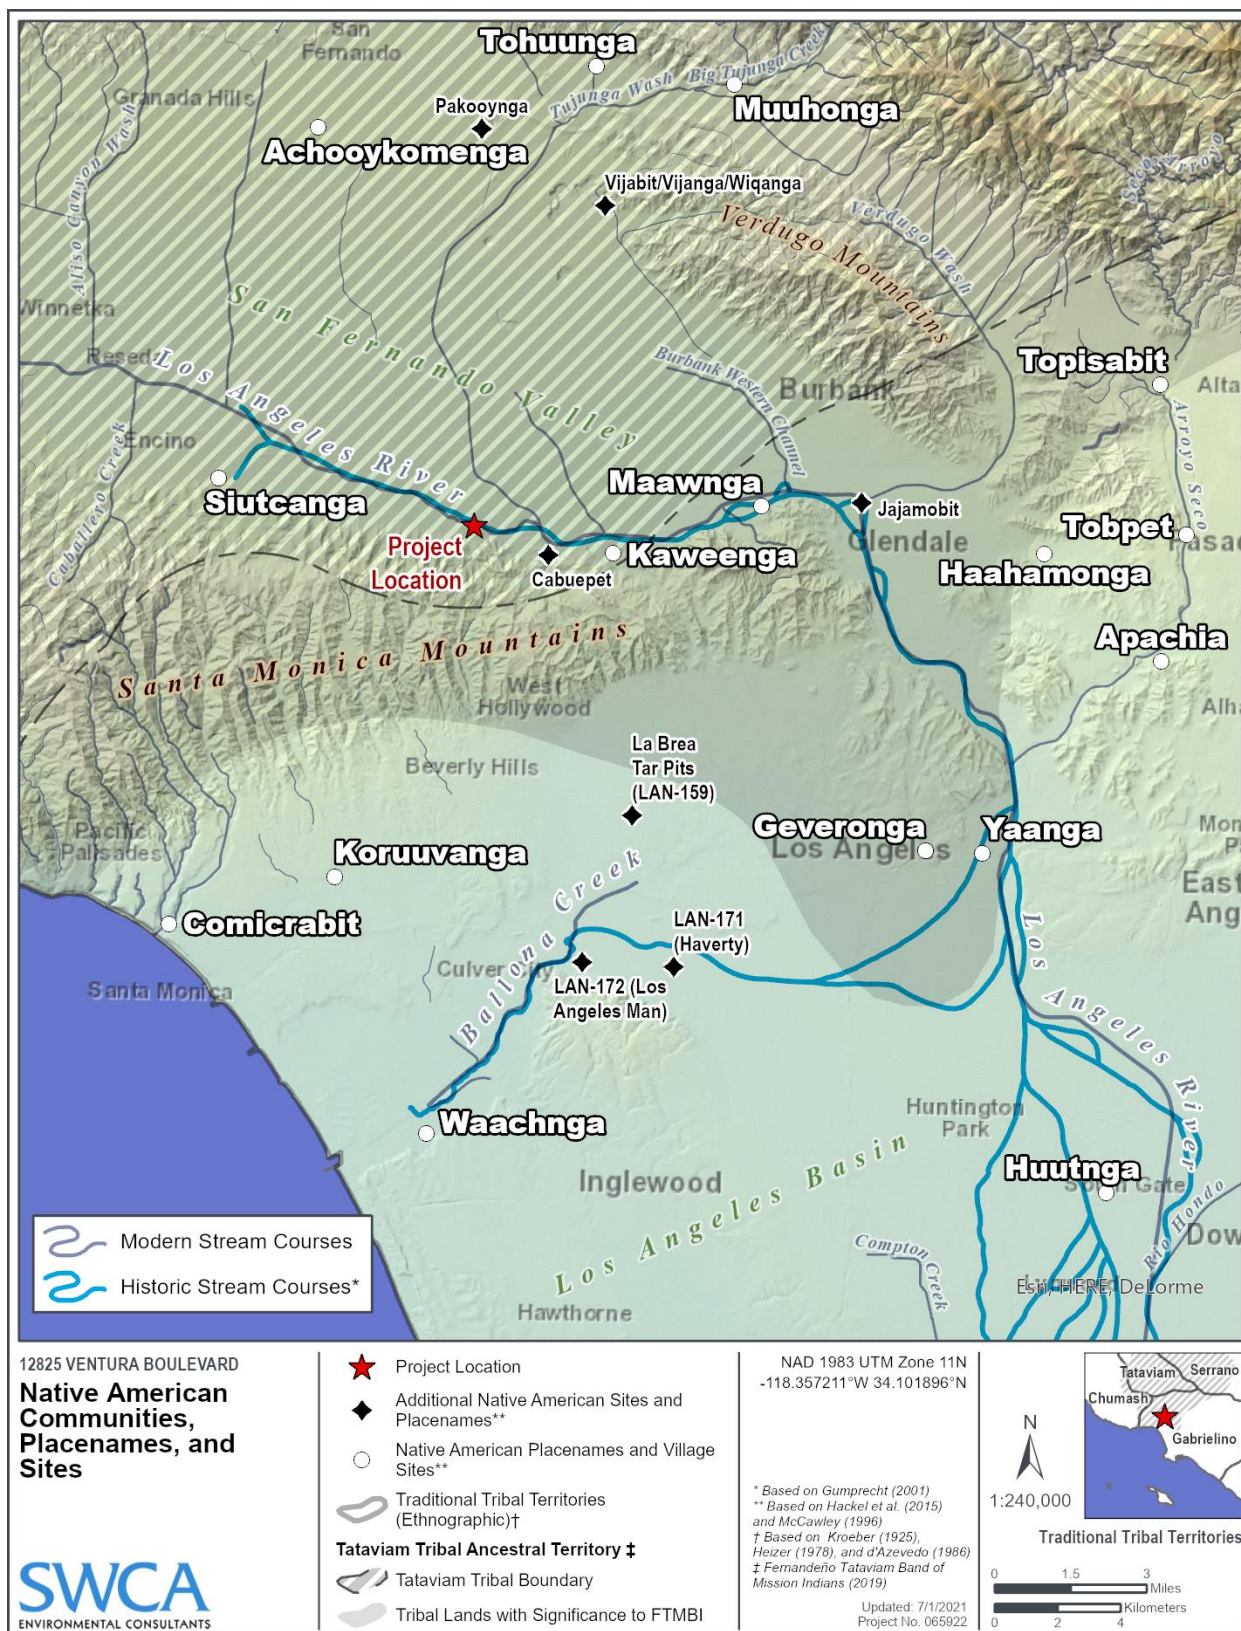 San
Fernando
Tohuunga
Tujunga Wash
Big Tujunga Creek
Granada Hills
Pakooynga
Muuhonga
Achooykomenga
Aliso Canyon Wash
Vijabit/Vijanga/Wiqanga
Seco Arroyo
Verdugo Mountains
Verdugo Wash
Winnetka
San Fernando Valley
Reseda
Los Angeles River
Burbank Western Channel
Burbank
Topisabit
Arroyo Seco
Encino
Caballero Creek
Siutcanga
Maawnga
Jajamobit
Glendale
Tobpet
Project
Location
Kaweenga
Haahamonga
Cabuepet
Apachia
Santa Monica Mountains
West
Hollywood
La Brea
Tar Pits
(LAN-159)
Beverly Hills
Pacific
Palisades
Koruuvanga
Geveronga
Los Angeles
Yaanga
East
Comicrabit
Ballona Creek
LAN-171
(Haverty)
Culver City
LAN-172 (Los
Angeles Man)
Santa Monica
Los Angeles River
Waachnga
Huntington
Park
Inglewood
Los Angeles Basin
Huutnga
South Gate
Rio Hondo
Compton Creek
Hawthorne
Esri, HERE, DeLorme
Modern Stream Courses
Historic Stream Courses*
12825 VENTURA BOULEVARD
Native American
Communities,
Placenames, and
Sites
SWCA
ENVIRONMENTAL CONSULTANTS
Project Location
Additional Native American Sites and
Placenames**
Native American Placenames and Village
Sites**
Traditional Tribal Territories
(Ethnographic)†
Tataviam Tribal Ancestral Territory ‡
Tataviam Tribal Boundary
Tribal Lands with Significance to FTMBI
NAD 1983 UTM Zone 11N
-118.357211°W 34.101896°N
* Based on Gumprecht (2001)
** Based on Hackel et al. (2015)
and McCawley (1996)
† Based on Kroeber (1925),
Heizer (1978), and d'Azevedo (1986)
‡ Fernandeño Tataviam Band of
Mission Indians (2019)
Updated: 7/1/2021
Project No. 065922
N
1:240,000
Tataviam
Serrano
Chumash
Gabrielino
Traditional Tribal Territories
0 1.5 3
Miles
Kilometers
0 2 4